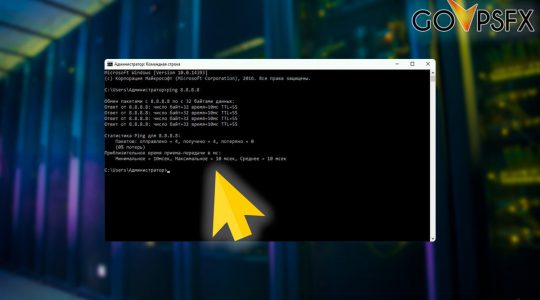 GOVPSFX
Администратор: Командная строка
Microsoft Windows [Version 10.0.14393]
(c) Корпорация Майкрософт (Microsoft Corporation), 2016. Все права защищены.
C:\Users\Администратор>ping 8.8.8.8
Обмен пакетами с 8.8.8.8 по с 32 байтами данных:
Ответ от 8.8.8.8: число байт=32 время=10мс TTL=55
Ответ от 8.8.8.8: число байт=32 время=10мс TTL=55
Ответ от 8.8.8.8: число байт=32 время=10мс TTL=55
Ответ от 8.8.8.8: число байт=32 время=10мс TTL=55
Статистика Ping для 8.8.8.8:
Пакетов: отправлено = 4, получено = 4, потеряно = 0
(0% потерь)
Приблизительное время приема-передачи в мс:
Минимальное = 10мсек, Максимальное = 10 мсек, Среднее = 10 мсек
C:\Users\Администратор>